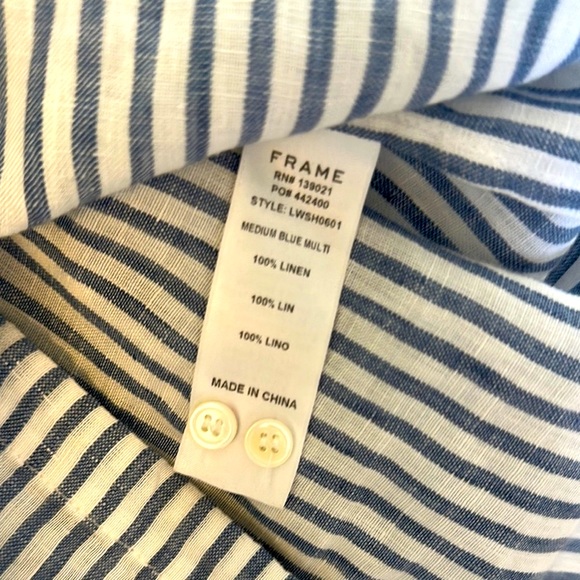 FRAME
RN# 139021
PO# 442400
STYLE: LWSH0601
MEDIUM BLUE MULTI
100% LINEN
100% LIN
100% LINO
MADE IN CHINA